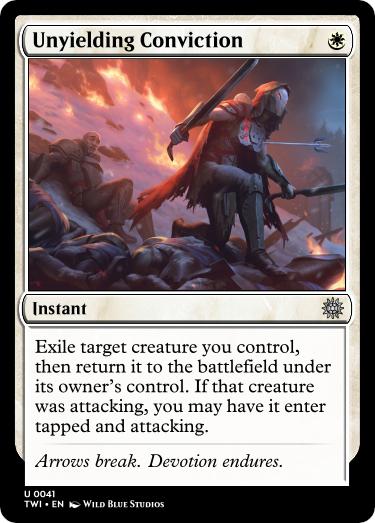 Unyielding Conviction
Instant
Exile target creature you control,
then return it to the battlefield under
its owner's control. If that creature
was attacking, you may have it enter
tapped and attacking.
Arrows break. Devotion endures.
U 0041
TWI • EN Wild Blue Studios